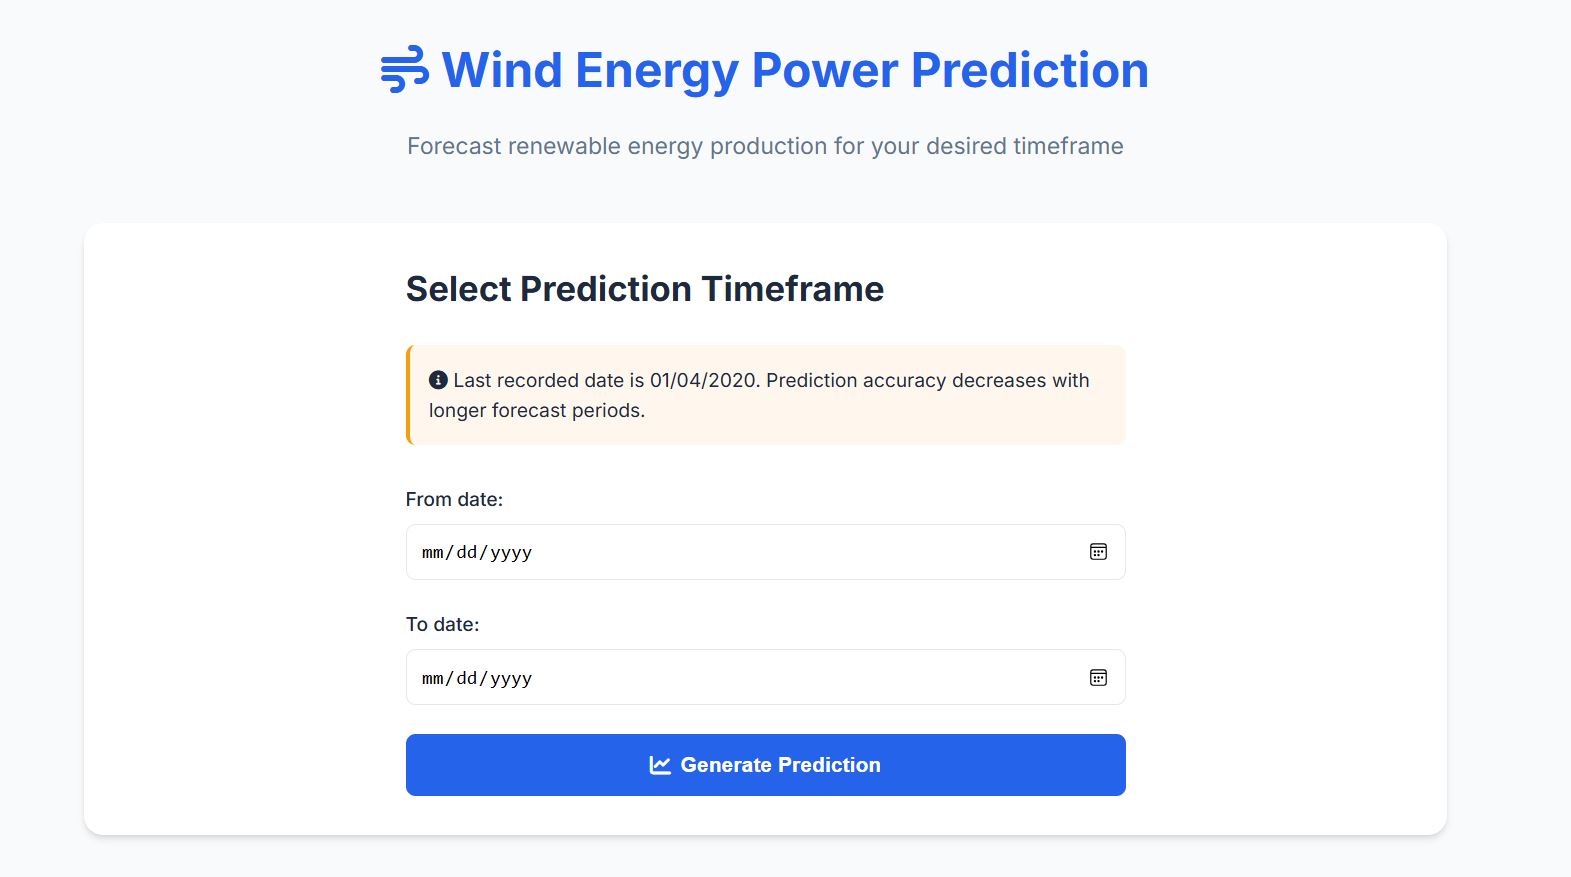 Wind Energy Power Prediction
Forecast renewable energy production for your desired timeframe
Select Prediction Timeframe
Last recorded date is 01/04/2020. Prediction accuracy decreases with
longer forecast periods.
From date:
mm/dd/yyyy
To date:
mm/dd/yyyy
Generate Prediction